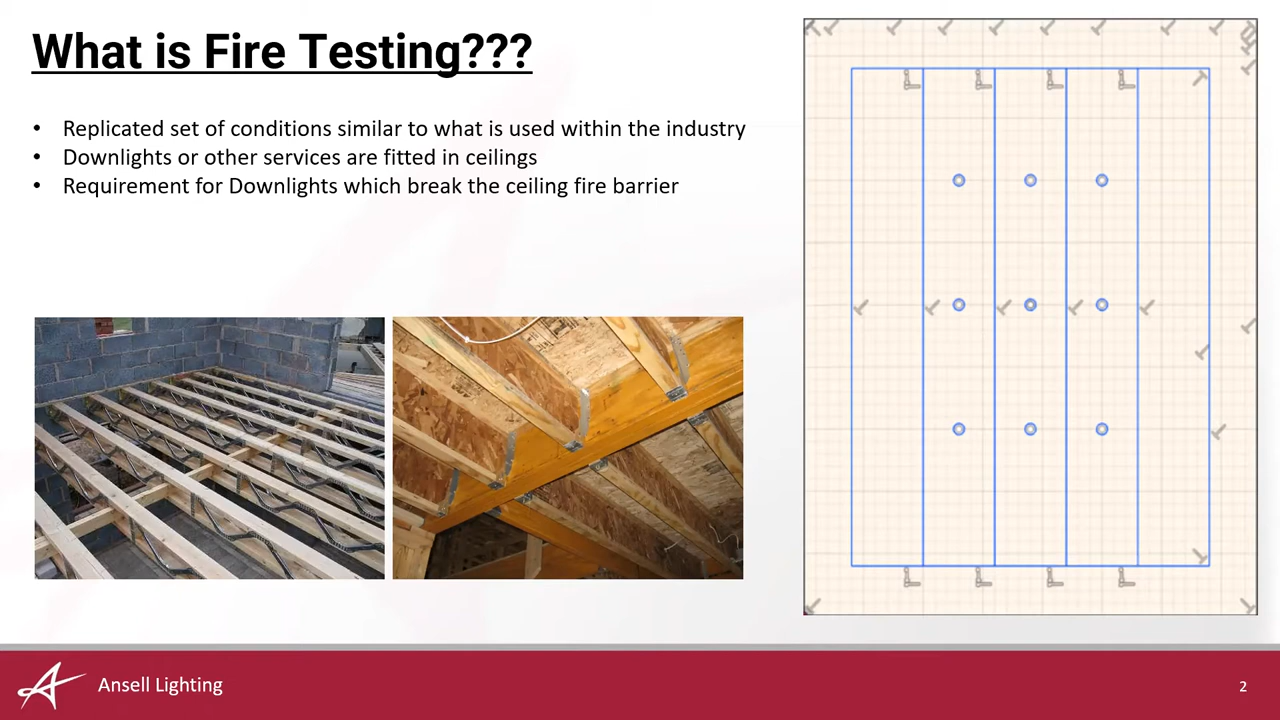 What is Fire Testing???
• Replicated set of conditions similar to what is used within the industry
• Downlights or other services are fitted in ceilings
• Requirement for Downlights which break the ceiling fire barrier
Ansell Lighting
2